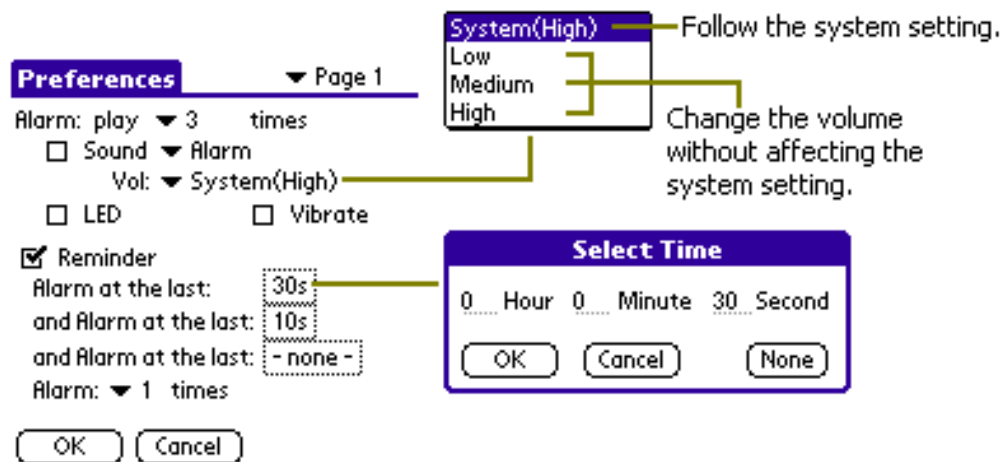 System(High)
Low
Medium
High
Follow the system setting.
Change the volume
without affecting the
system setting.
Preferences
Page 1
Alarm: play 3 times
Sound Alarm
Vol: System(High)
LED Vibrate
Reminder
Alarm at the last: 30s
and Alarm at the last: 10s
and Alarm at the last: - none -
Alarm: 1 times
OK Cancel
Select Time
0 Hour 0 Minute 30 Second
OK Cancel None